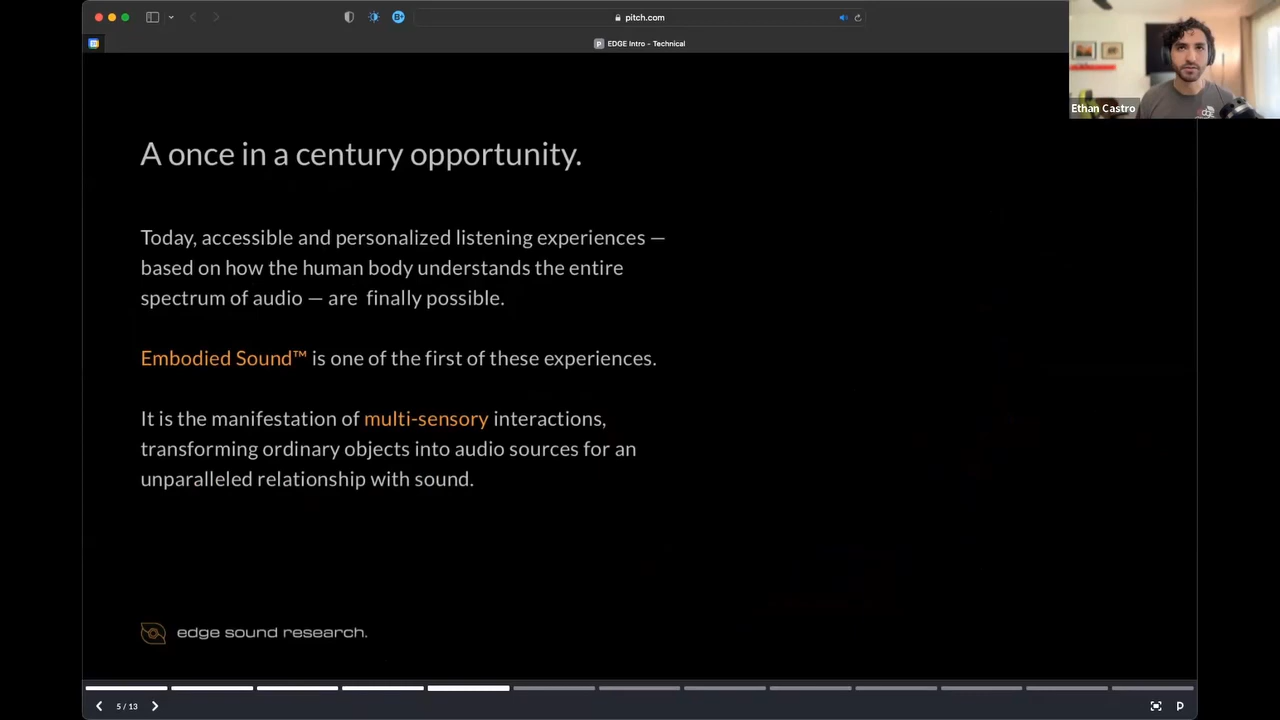 pitch.com
EDGE Intro - Technical
Ethan Castro
A once in a century opportunity.
Today, accessible and personalized listening experiences —
based on how the human body understands the entire
spectrum of audio — are finally possible.
Embodied Sound™ is one of the first of these experiences.
It is the manifestation of multi-sensory interactions,
transforming ordinary objects into audio sources for an
unparalleled relationship with sound.
edge sound research.
5 / 13